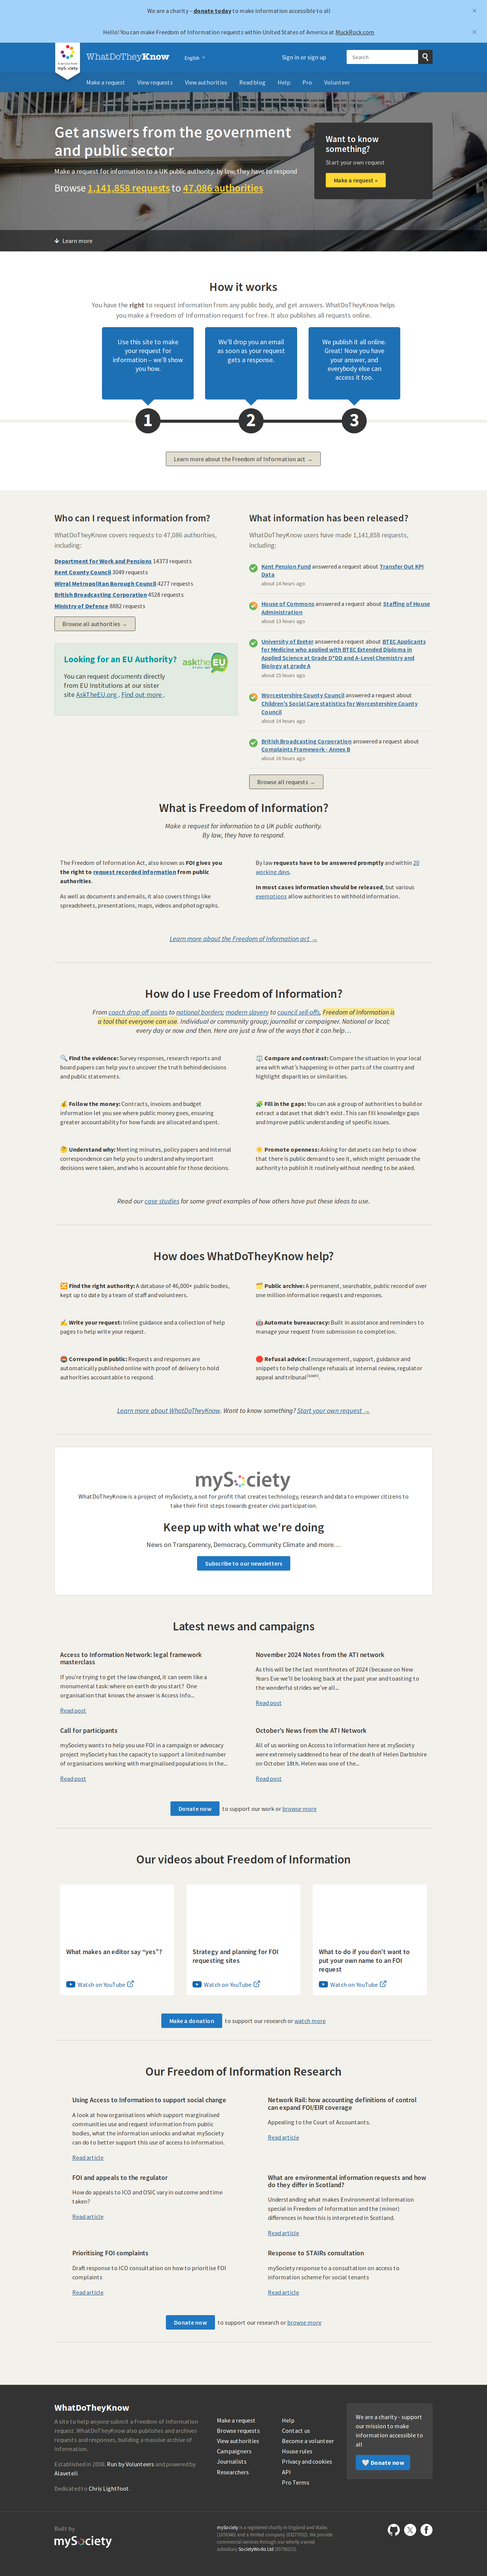 We are a charity – donate today to make information accessible to all
×
Hello! You can make Freedom of Information requests within United States of America at MuckRock.com
×
You can act
from mySociety
WhatDoTheyKnow
English
Sign in or sign up
Search
Make a request
View requests
View authorities
Read blog
Help
Pro
Volunteer
Get answers from the government
and public sector
Make a request for information to a UK public authority: by law, they have to respond
Browse 1,141,858 requests to 47,086 authorities
Want to know
something?
Start your own request
Make a request »
Learn more
How it works
You have the right to request information from any public body, and get answers. WhatDoTheyKnow helps
you make a Freedom of Information request for free. It also publishes all requests online.
Use this site to make
your request for
information – we'll show
you how.
We'll drop you an email
as soon as your request
gets a response.
We publish it all online.
Great! Now you have
your answer, and
everybody else can
access it too.
1
2
3
Learn more about the Freedom of Information act →
Who can I request information from?
WhatDoTheyKnow covers requests to 47,086 authorities,
including:
Department for Work and Pensions 14373 requests
Kent County Council 3049 requests
Wirral Metropolitan Borough Council 4277 requests
British Broadcasting Corporation 4528 requests
Ministry of Defence 8882 requests
Browse all authorities →
Looking for an EU Authority?
You can request documents directly
from EU Institutions at our sister
site AskTheEU.org . Find out more .
asktheEU
What information has been released?
WhatDoTheyKnow users have made 1,141,858 requests,
including:
Kent Pension Fund answered a request about Transfer Out KPI
Data
about 14 hours ago
House of Commons answered a request about Staffing of House
Administration
about 13 hours ago
University of Exeter answered a request about BTEC Applicants
for Medicine who applied with BTEC Extended Diploma in
Applied Science at Grade D*DD and A-Level Chemistry and
Biology at grade A
about 15 hours ago
Worcestershire County Council answered a request about
Children's Social Care statistics for Worcestershire County
Council
about 14 hours ago
British Broadcasting Corporation answered a request about
Complaints Framework - Annex B
about 16 hours ago
Browse all requests →
What is Freedom of Information?
Make a request for information to a UK public authority.
By law, they have to respond.
The Freedom of Information Act, also known as FOI gives you
the right to request recorded information from public
authorities.
As well as documents and emails, it also covers things like
spreadsheets, presentations, maps, videos and photographs.
By law requests have to be answered promptly and within 20
working days.
In most cases information should be released, but various
exemptions allow authorities to withhold information.
Learn more about the Freedom of Information act →
How do I use Freedom of Information?
From coach drop off points to national borders; modern slavery to council sell-offs, Freedom of Information is
a tool that everyone can use. Individual or community group; journalist or campaigner. National or local;
every day or now and then. Here are just a few of the ways that it can help…
🔍 Find the evidence: Survey responses, research reports and
board papers can help you to uncover the truth behind decisions
and public statements.
⚖️ Compare and contrast: Compare the situation in your local
area with what's happening in other parts of the country and
highlight disparities or similarities.
💰 Follow the money: Contracts, invoices and budget
information let you see where public money goes, ensuring
greater accountability for how funds are allocated and spent.
🧩 Fill in the gaps: You can ask a group of authorities to build or
extract a dataset that didn't exist. This can fill knowledge gaps
and improve public understanding of specific issues.
🤔 Understand why: Meeting minutes, policy papers and internal
correspondence can help you to understand why important
decisions were taken, and who is accountable for those decisions.
☀️ Promote openness: Asking for datasets can help to show
that there is public demand to see it, which might persuade the
authority to publish it routinely without needing to be asked.
Read our case studies for some great examples of how others have put these ideas to use.
How does WhatDoTheyKnow help?
🔀 Find the right authority: A database of 46,000+ public bodies,
kept up to date by a team of staff and volunteers.
🗂️ Public archive: A permanent, searchable, public record of over
one million information requests and responses.
✍️ Write your request: Inline guidance and a collection of help
pages to help write your request.
🤖 Automate bureaucracy: Built in assistance and reminders to
manage your request from submission to completion.
📨 Correspond in public: Requests and responses are
automatically published online with proof of delivery to hold
authorities accountable to respond.
🛑 Refusal advice: Encouragement, support, guidance and
snippets to help challenge refusals at internal review, regulator
appeal and tribunal(soon).
Learn more about WhatDoTheyKnow. Want to know something? Start your own request →
mySociety
WhatDoTheyKnow is a project of mySociety, a not for profit that creates technology, research and data to empower citizens to
take their first steps towards greater civic participation.
Keep up with what we're doing
News on Transparency, Democracy, Community Climate and more…
Subscribe to our newsletters
Latest news and campaigns
Access to Information Network: legal framework
masterclass
If you're trying to get the law changed, it can seem like a
monumental task: where on earth do you start? One
organisation that knows the answer is Access Info...
Read post
November 2024 Notes from the ATI network
As this will be the last monthnotes of 2024 (because on New
Years Eve we'll be looking back at the past year and toasting to
the wonderful strides we've all...
Read post
Call for participants
mySociety wants to help you use FOI in a campaign or advocacy
project mySociety has the capacity to support a limited number
of organisations working with marginalised populations in the...
Read post
October's News from the ATI Network
All of us working on Access to Information here at mySociety
were extremely saddened to hear of the death of Helen Darbishire
on October 18th. Helen was one of the...
Read post
Donate now to support our work or browse more
Our videos about Freedom of Information
What makes an editor say “yes”?
Watch on YouTube
Strategy and planning for FOI
requesting sites
Watch on YouTube
What to do if you don't want to
put your own name to an FOI
request
Watch on YouTube
Make a donation to support our research or watch more
Our Freedom of Information Research
Using Access to Information to support social change
A look at how organisations which support marginalised
communities use and request information from public
bodies, what the information unlocks and what mySociety
can do to better support this use of access to information.
Read article
Network Rail: how accounting definitions of control
can expand FOI/EIR coverage
Appealing to the Court of Accountants.
Read article
FOI and appeals to the regulator
How do appeals to ICO and OSIC vary in outcome and time
taken?
Read article
What are environmental information requests and how
do they differ in Scotland?
Understanding what makes Environmental Information
special in Freedom of Information and the (minor)
differences in how this is interpreted in Scotland.
Read article
Prioritising FOI complaints
Draft response to ICO consultation on how to prioritise FOI
complaints
Read article
Response to STAIRs consultation
mySociety response to a consultation on access to
information scheme for social tenants
Read article
Donate now to support our research or browse more
WhatDoTheyKnow
A site to help anyone submit a Freedom of Information
request. WhatDoTheyKnow also publishes and archives
requests and responses, building a massive archive of
information.
Established in 2008. Run by Volunteers and powered by
Alaveteli.
Dedicated to Chris Lightfoot.
Make a request
Browse requests
View authorities
Campaigners
Journalists
Researchers
Help
Contact us
Become a volunteer
House rules
Privacy and cookies
API
Pro Terms
We are a charity - support
our mission to make
information accessible to
all
Donate now
Built by
mySociety
mySociety is a registered charity in England and Wales
(1076346) and a limited company (03277032). We provide
commercial services through our wholly owned
subsidiary SocietyWorks Ltd (05798215).